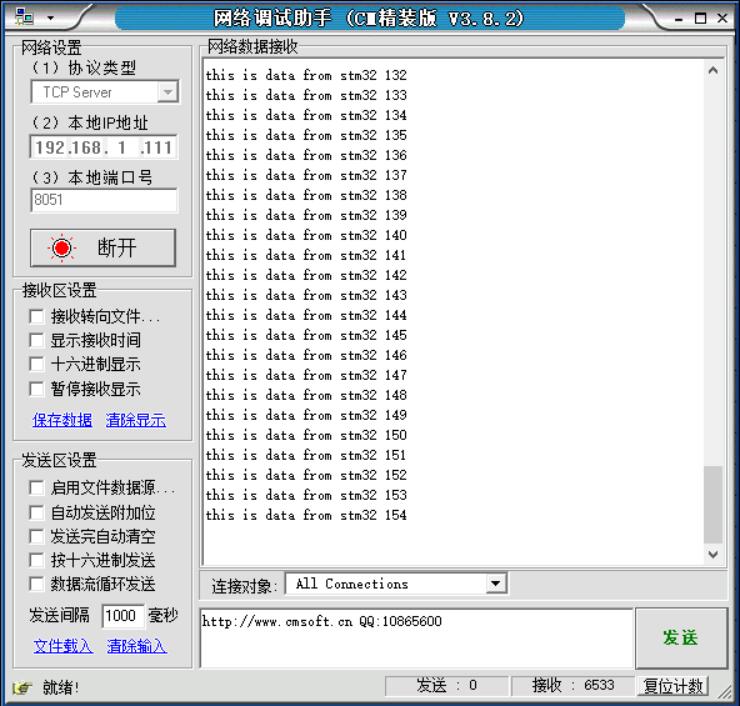 网络调试助手 (CM精装版 V3.8.2)
网络设置
(1) 协议类型
TCP Server
(2) 本地IP地址
192.168. 1 .111
(3) 本地端口号
8051
断开
接收区设置
接收转向文件...
显示接收时间
十六进制显示
暂停接收显示
保存数据 清除显示
发送区设置
启用文件数据源...
自动发送附加位
发送完自动清空
按十六进制发送
数据流循环发送
发送间隔 1000 毫秒
文件载入 清除输入
网络数据接收
this is data from stm32 132
this is data from stm32 133
this is data from stm32 134
this is data from stm32 135
this is data from stm32 136
this is data from stm32 137
this is data from stm32 138
this is data from stm32 139
this is data from stm32 140
this is data from stm32 141
this is data from stm32 142
this is data from stm32 143
this is data from stm32 144
this is data from stm32 145
this is data from stm32 146
this is data from stm32 147
this is data from stm32 148
this is data from stm32 149
this is data from stm32 150
this is data from stm32 151
this is data from stm32 152
this is data from stm32 153
this is data from stm32 154
连接对象: All Connections
http://www.cmsoft.cn QQ:10865600
发送
就绪!
发送 : 0
接收 : 6533
复位计数